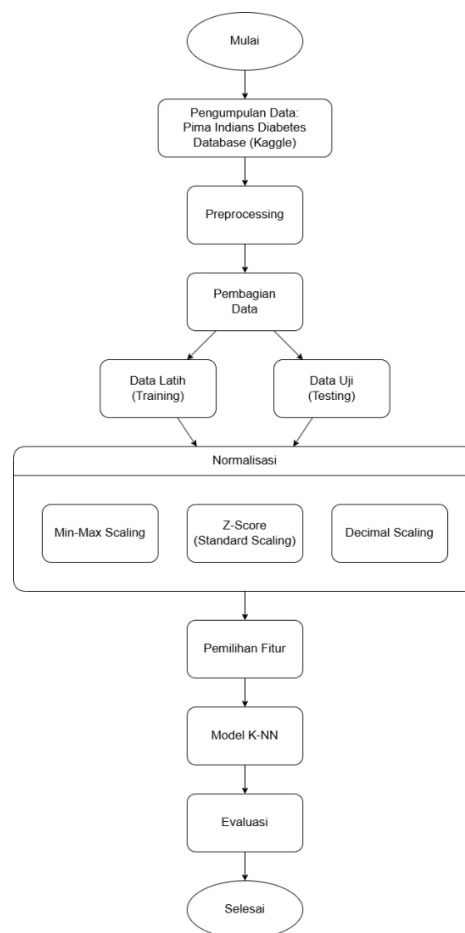 Mulai
Pengumpulan Data:
Pima Indians Diabetes
Database (Kaggle)
Preprocessing
Pembagian
Data
Data Latih
(Training)
Data Uji
(Testing)
Normalisasi
Min-Max Scaling
Z-Score
(Standard Scaling)
Decimal Scaling
Pemilihan Fitur
Model K-NN
Evaluasi
Selesai